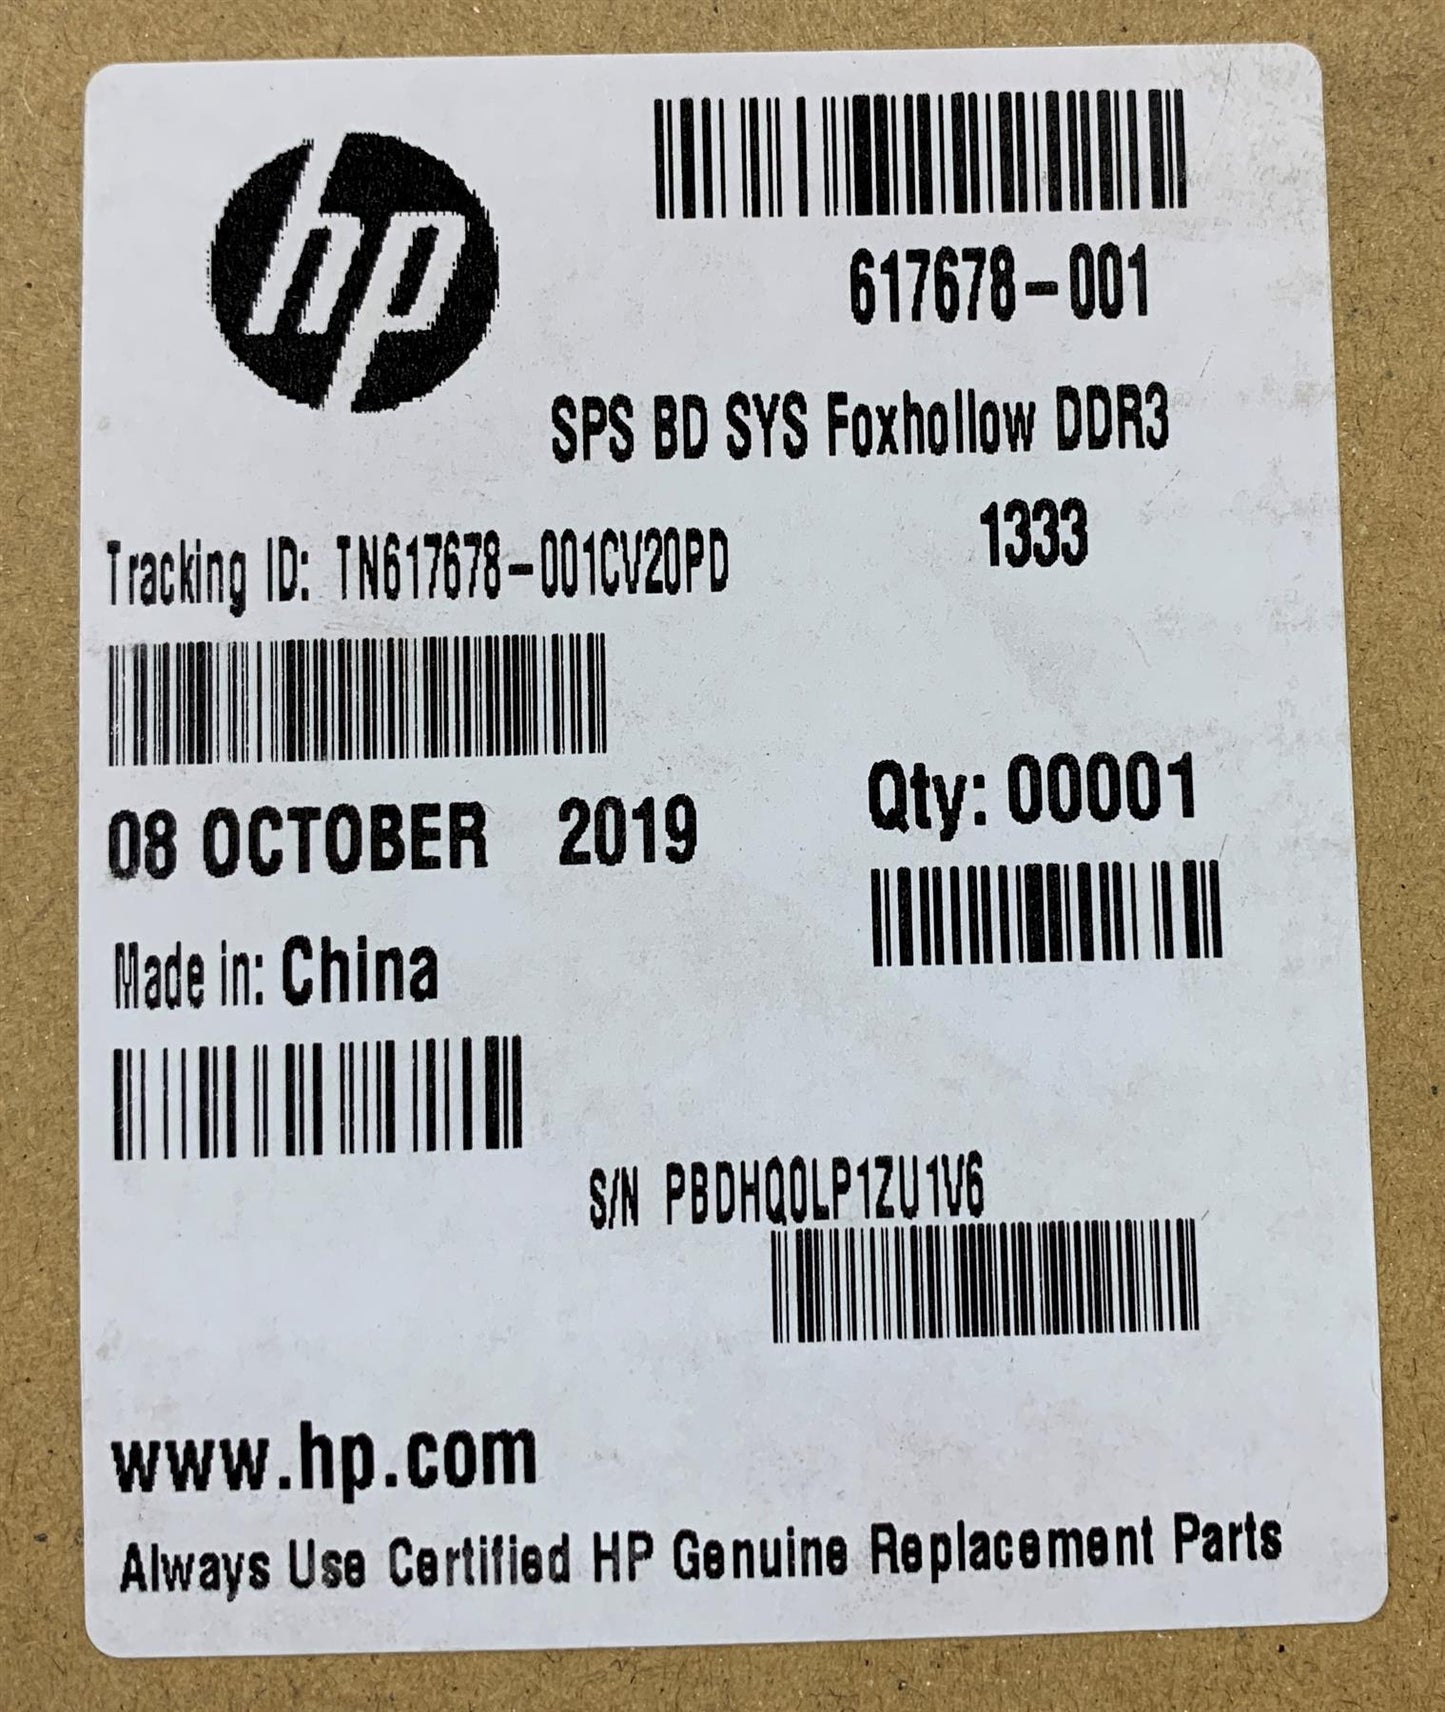 hp
617678-001
SPS BD SYS Foxhollow DDR3
1333
Tracking ID: TN617678-001CV20PD
08 OCTOBER 2019
Qty: 00001
Made in: China
S/N PBDHQ0LP1ZU1V6
www.hp.com
Always Use Certified HP Genuine Replacement Parts